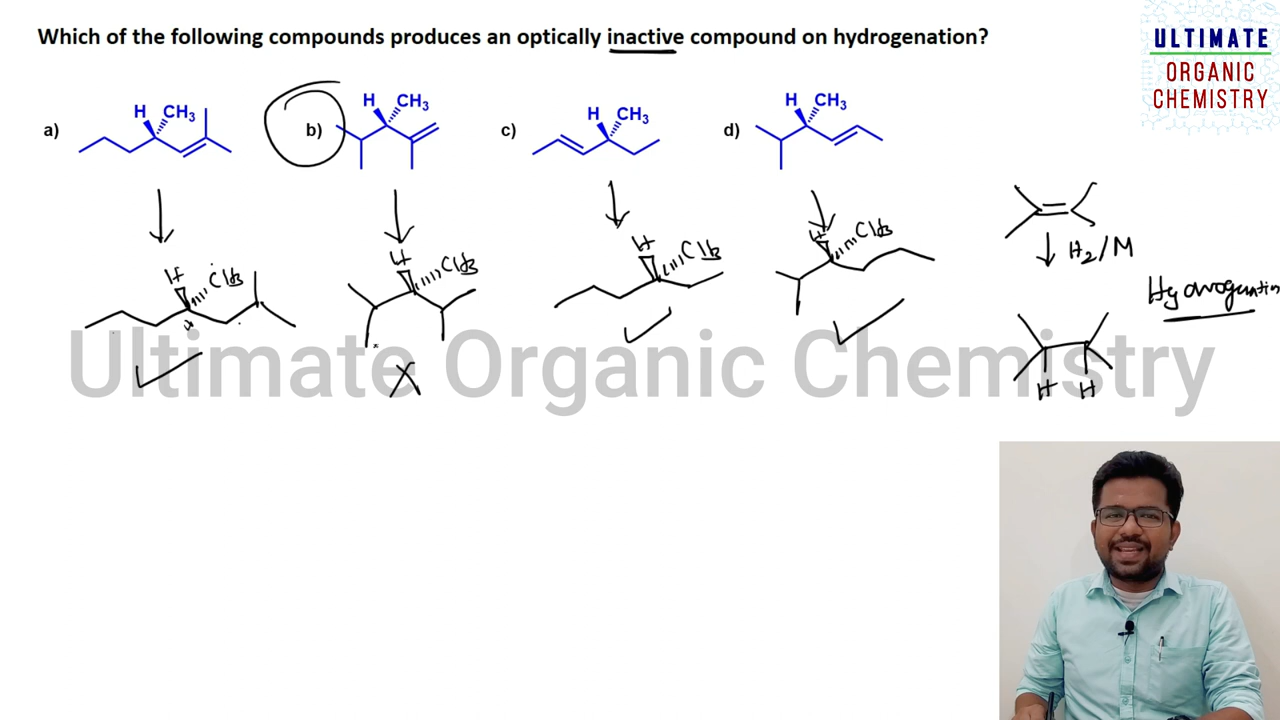 Which of the following compounds produces an optically inactive compound on hydrogenation?
ULTIMATE
ORGANIC
CHEMISTRY
a)
H
CH3
b)
H
CH3
c)
H
CH3
d)
H
CH3
H
CH3
H
CH3
H
CH3
H
CH3
H2/M
Hydrogenation
H H
Ultimate Organic Chemistry